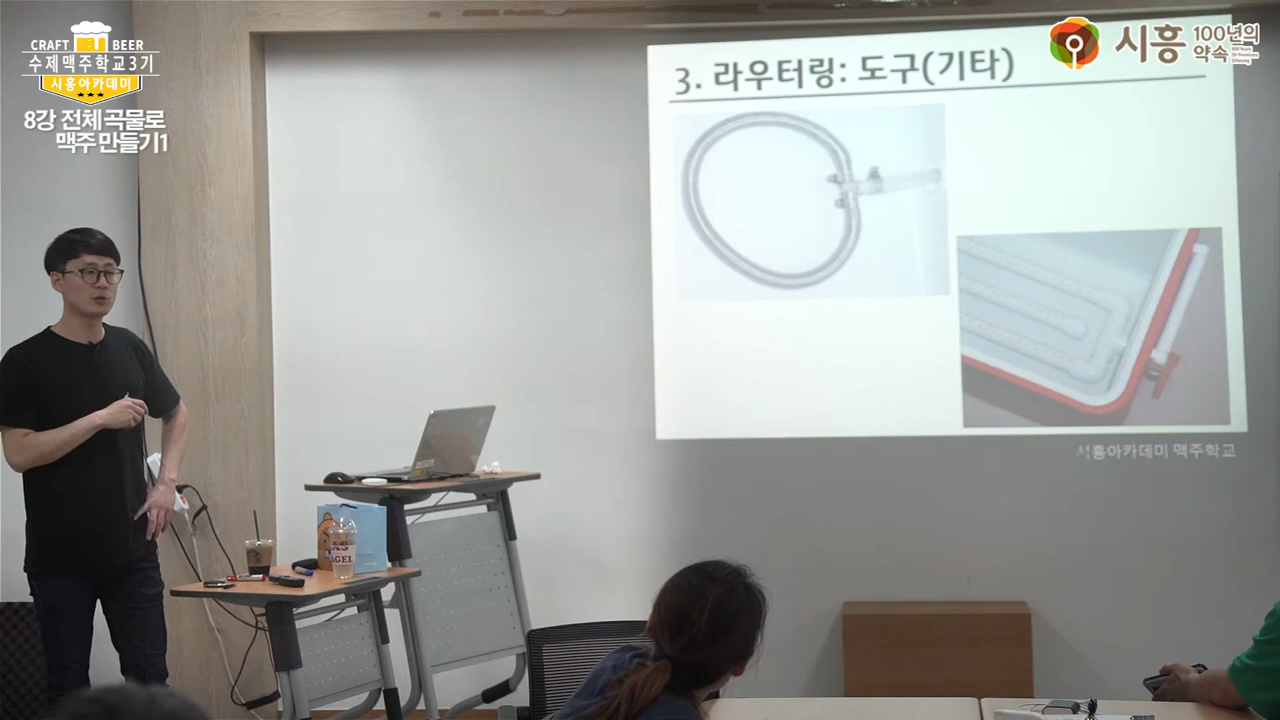 CRAFT BEER
수제맥주학교3기
시흥아카데미
8강 전체곡물로
맥주만들기1
시흥 100년의
약속
3. 라우터링: 도구(기타)
시흥아카데미 맥주학교